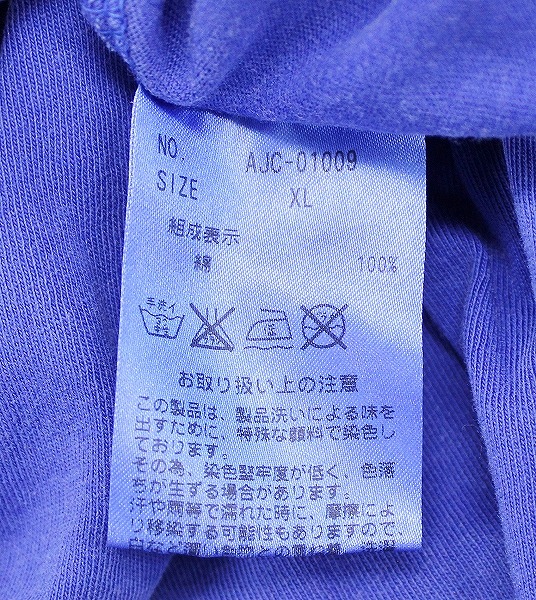 NO. AJC-01009
SIZE XL
組成表示
綿 100%
手洗イ
お取り扱い上の注意
この製品は、製品洗いによる味を
出すために、特殊な顔料で染色し
ております。
その為、染色堅牢度が低く、色落
ちが生ずる場合があります。
汗や雨等で濡れた時に、摩擦によ
り移染する可能性もありますので